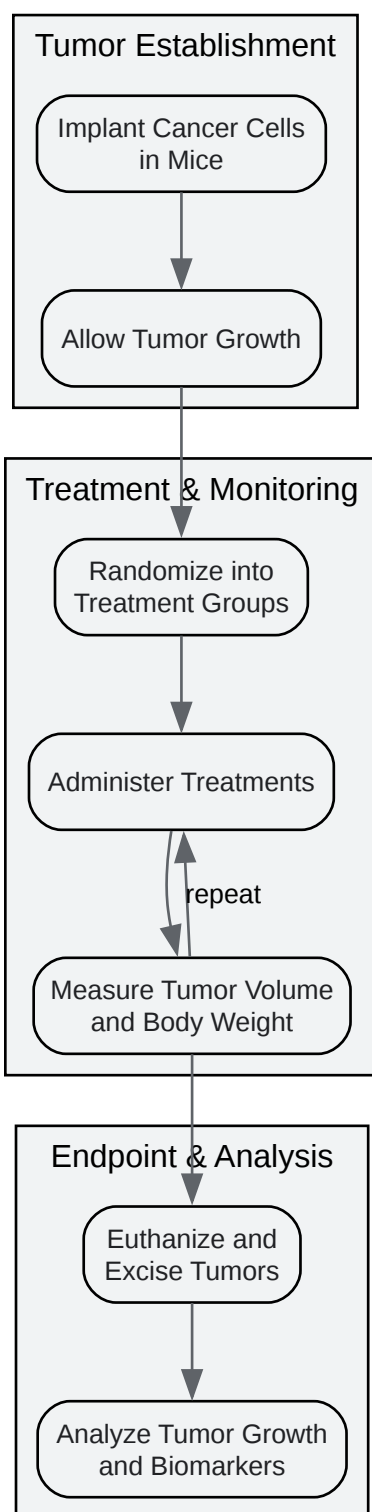 Tumor Establishment
Implant Cancer Cells
in Mice
Allow Tumor Growth
Treatment & Monitoring
Randomize into
Treatment Groups
Administer Treatments
repeat
Measure Tumor Volume
and Body Weight
Endpoint & Analysis
Euthanize and
Excise Tumors
Analyze Tumor Growth
and Biomarkers